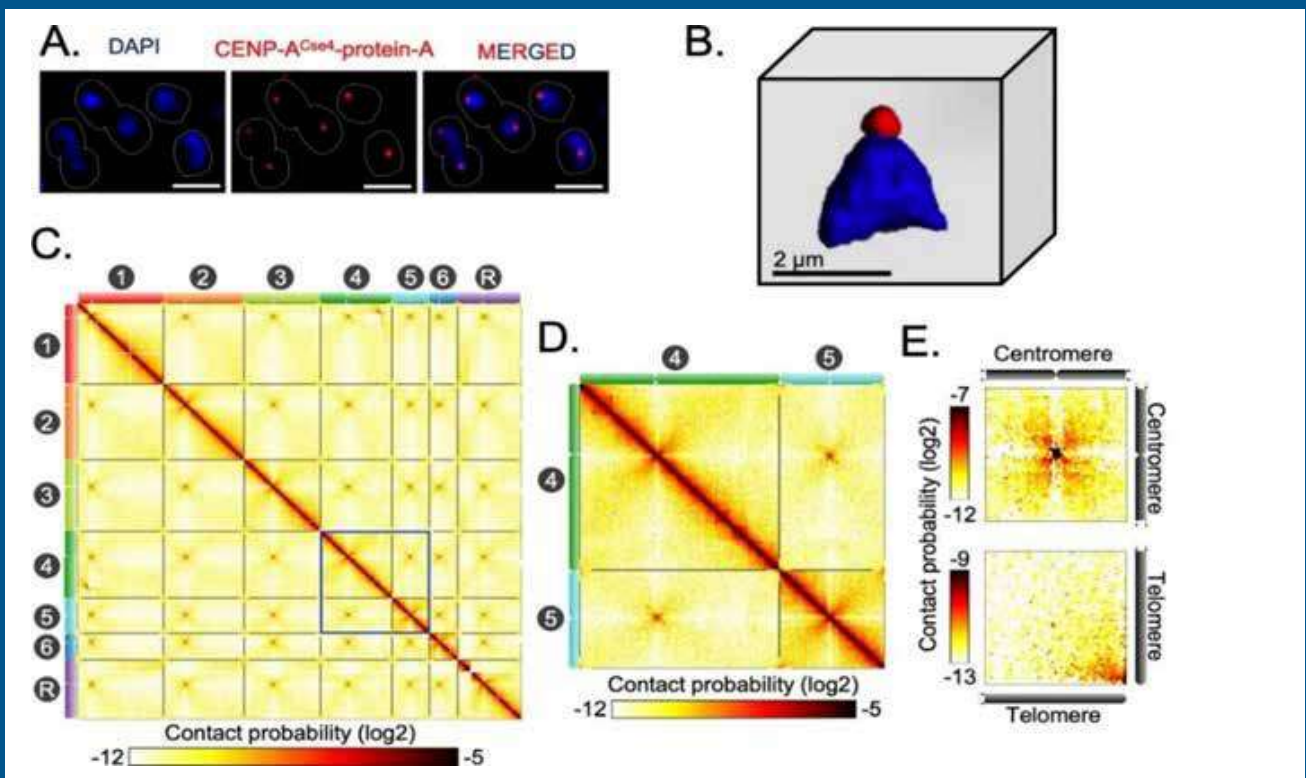 A.
DAPI
CENP-A^Cse4-protein-A
MERGED
B.
2 μm
C.
1 2 3 4 5 6 R
1
2
3
4
5
6
R
Contact probability (log2)
-12
-5
D.
4 5
4
5
Contact probability (log2)
-12
-5
E.
Centromere
Centromere
-7
-12
Contact probability (log2)
-9
-13
Telomere
Telomere